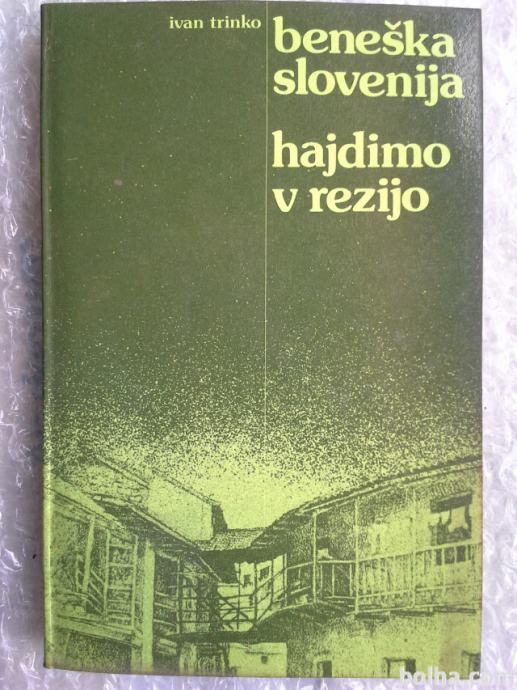 ivan trinko
beneška
slovenija
hajdimo
v rezijo
bolha.com